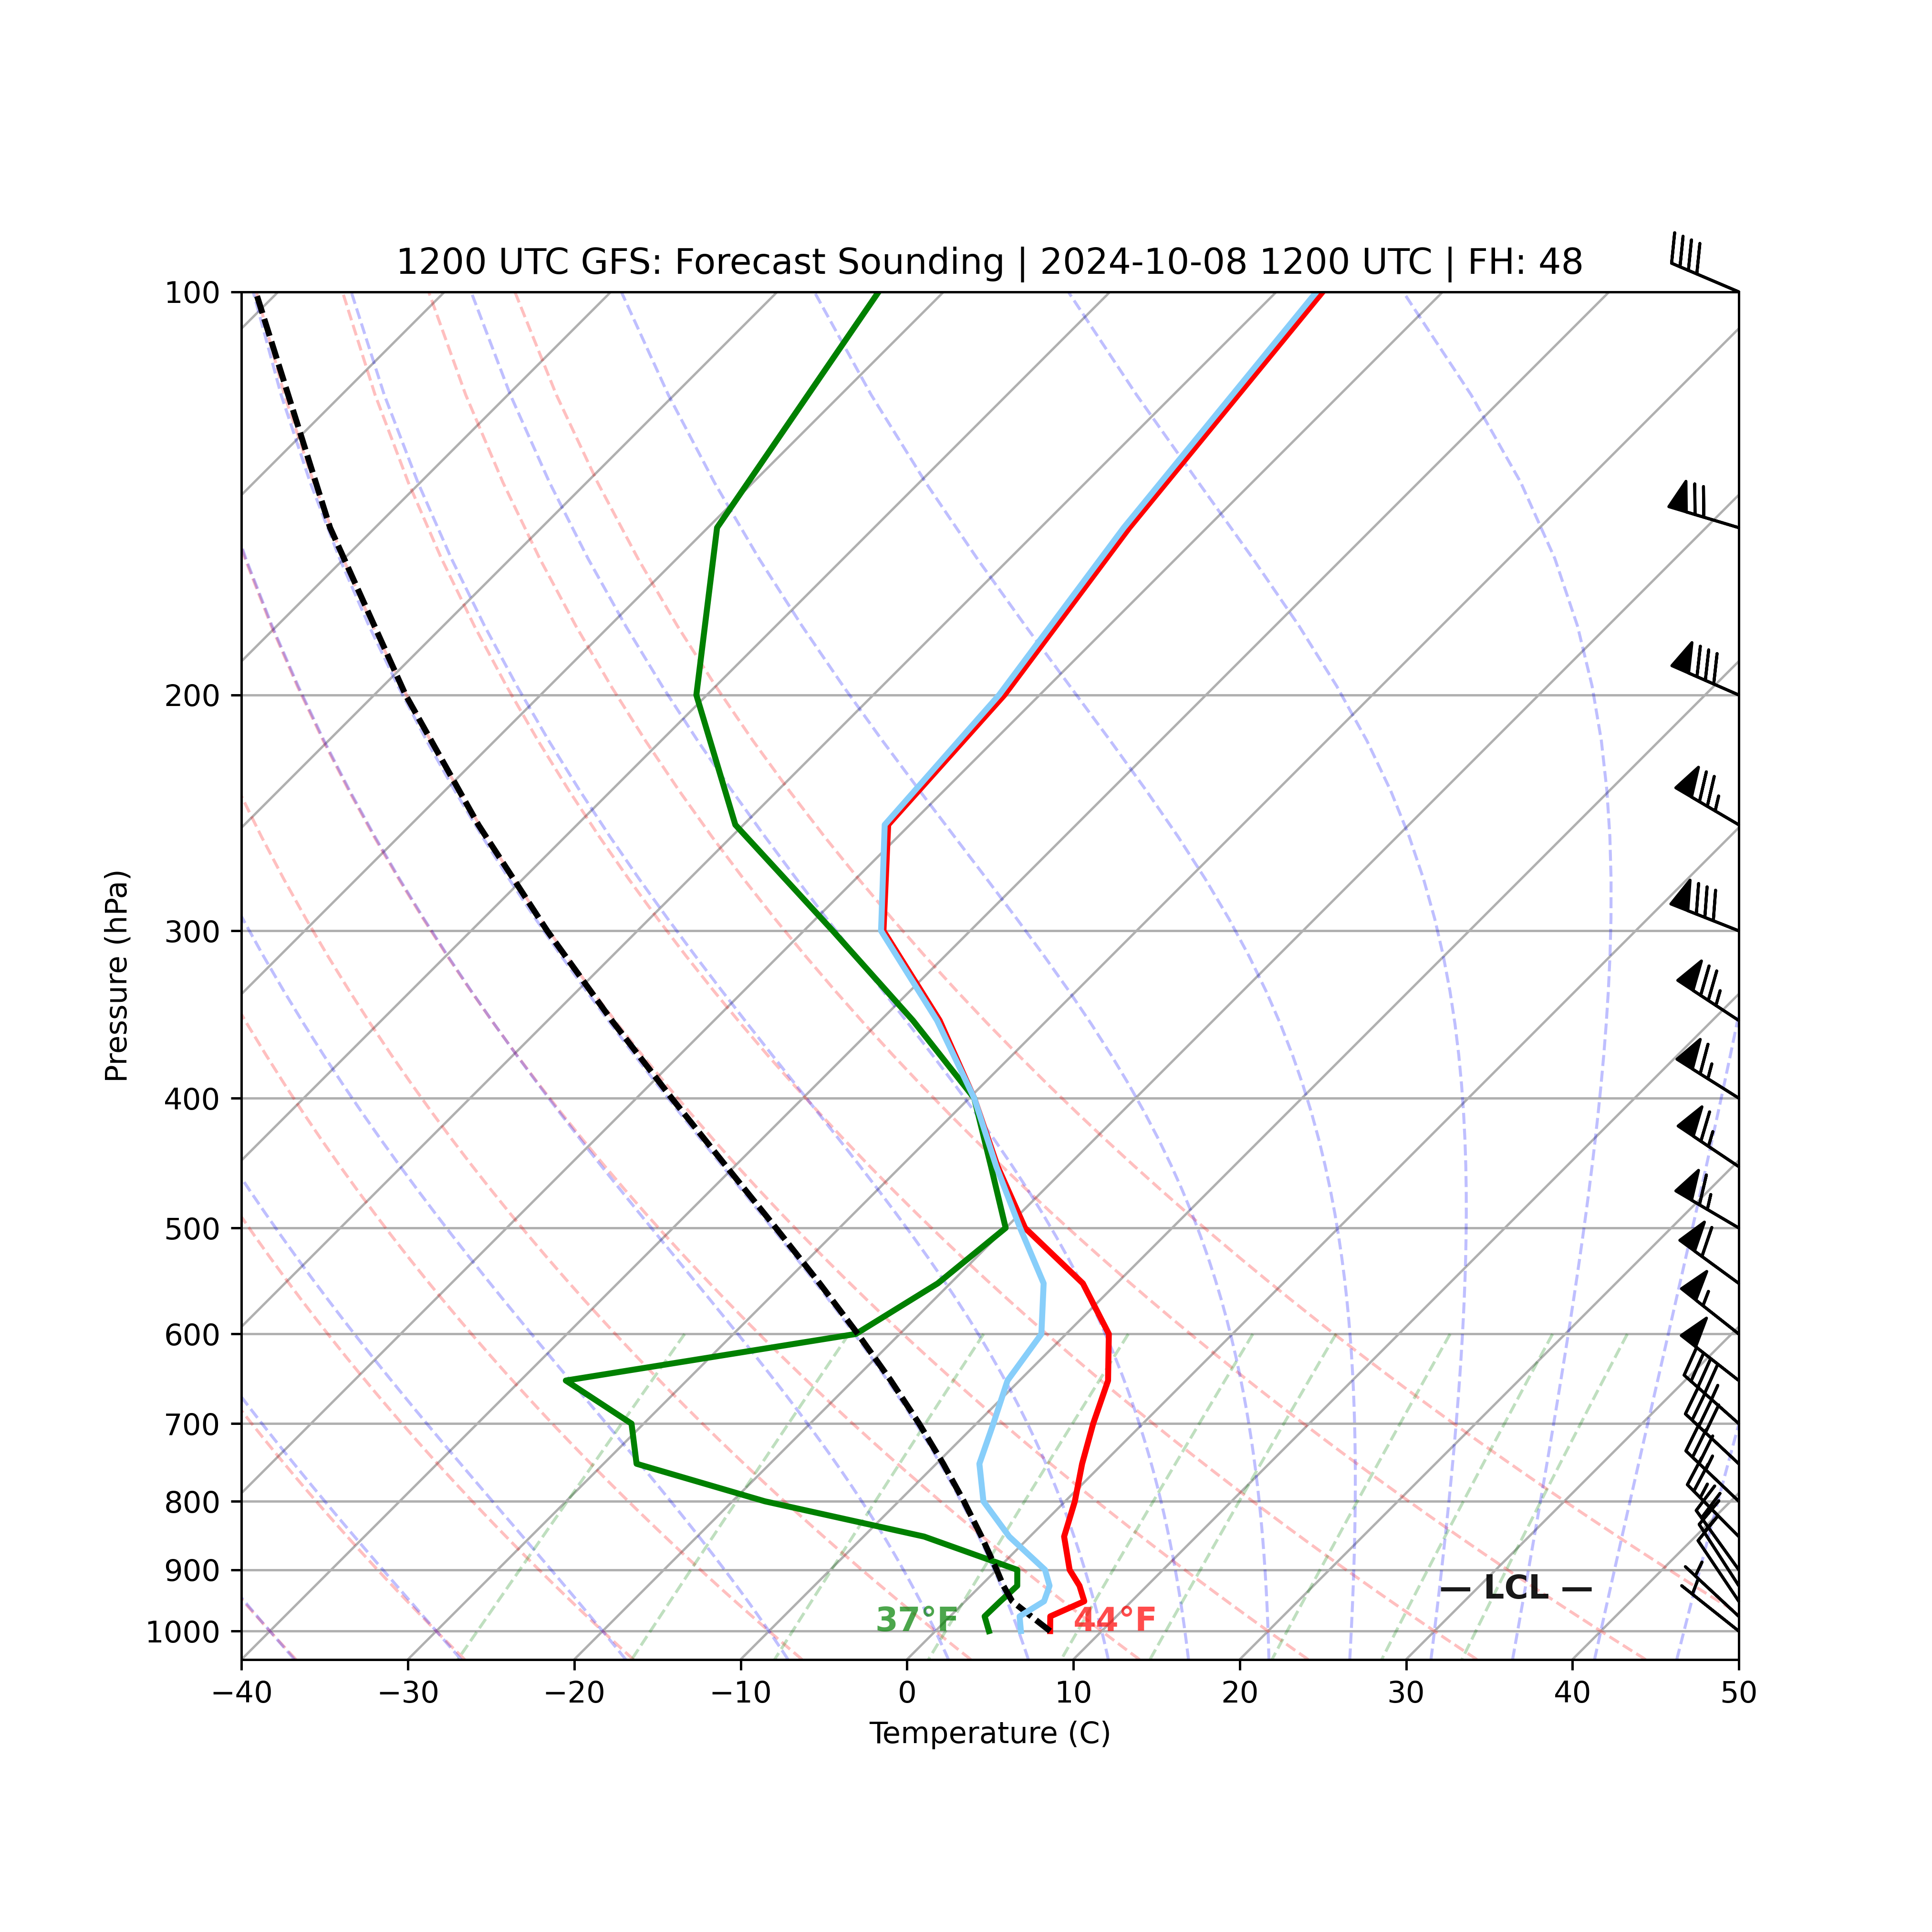 1200 UTC GFS: Forecast Sounding | 2024-10-08 1200 UTC | FH: 48
100
200
300
400
500
600
700
800
900
1000
Pressure (hPa)
37°F
44°F
— LCL —
−40 −30 −20 −10 0 10 20 30 40 50
Temperature (C)